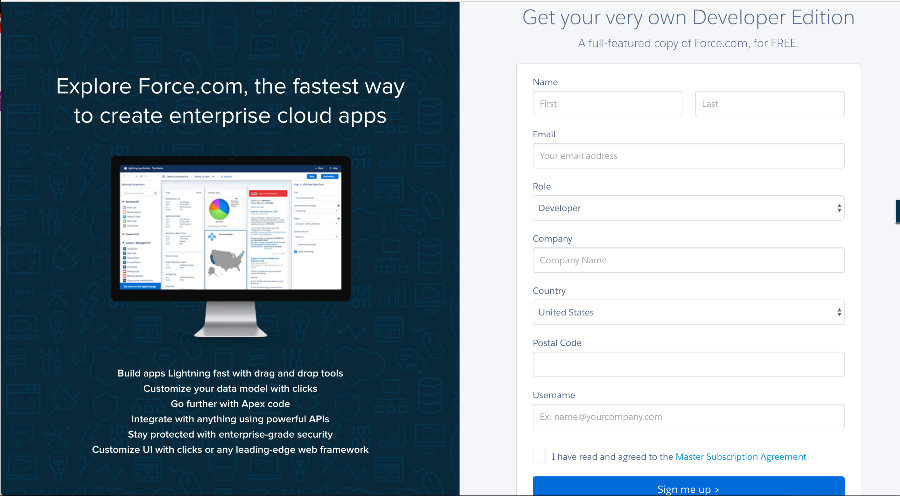 Explore Force.com, the fastest way
to create enterprise cloud apps
Build apps Lightning fast with drag and drop tools
Customize your data model with clicks
Go further with Apex code
Integrate with anything using powerful APIs
Stay protected with enterprise-grade security
Customize UI with clicks or any leading-edge web framework
Get your very own Developer Edition
A full-featured copy of Force.com, for FREE.
Name
First Last
Email
Your email address
Role
Developer
Company
Company Name
Country
United States
Postal Code
Username
Ex: name@yourcompany.com
I have read and agreed to the Master Subscription Agreement
Sign me up >